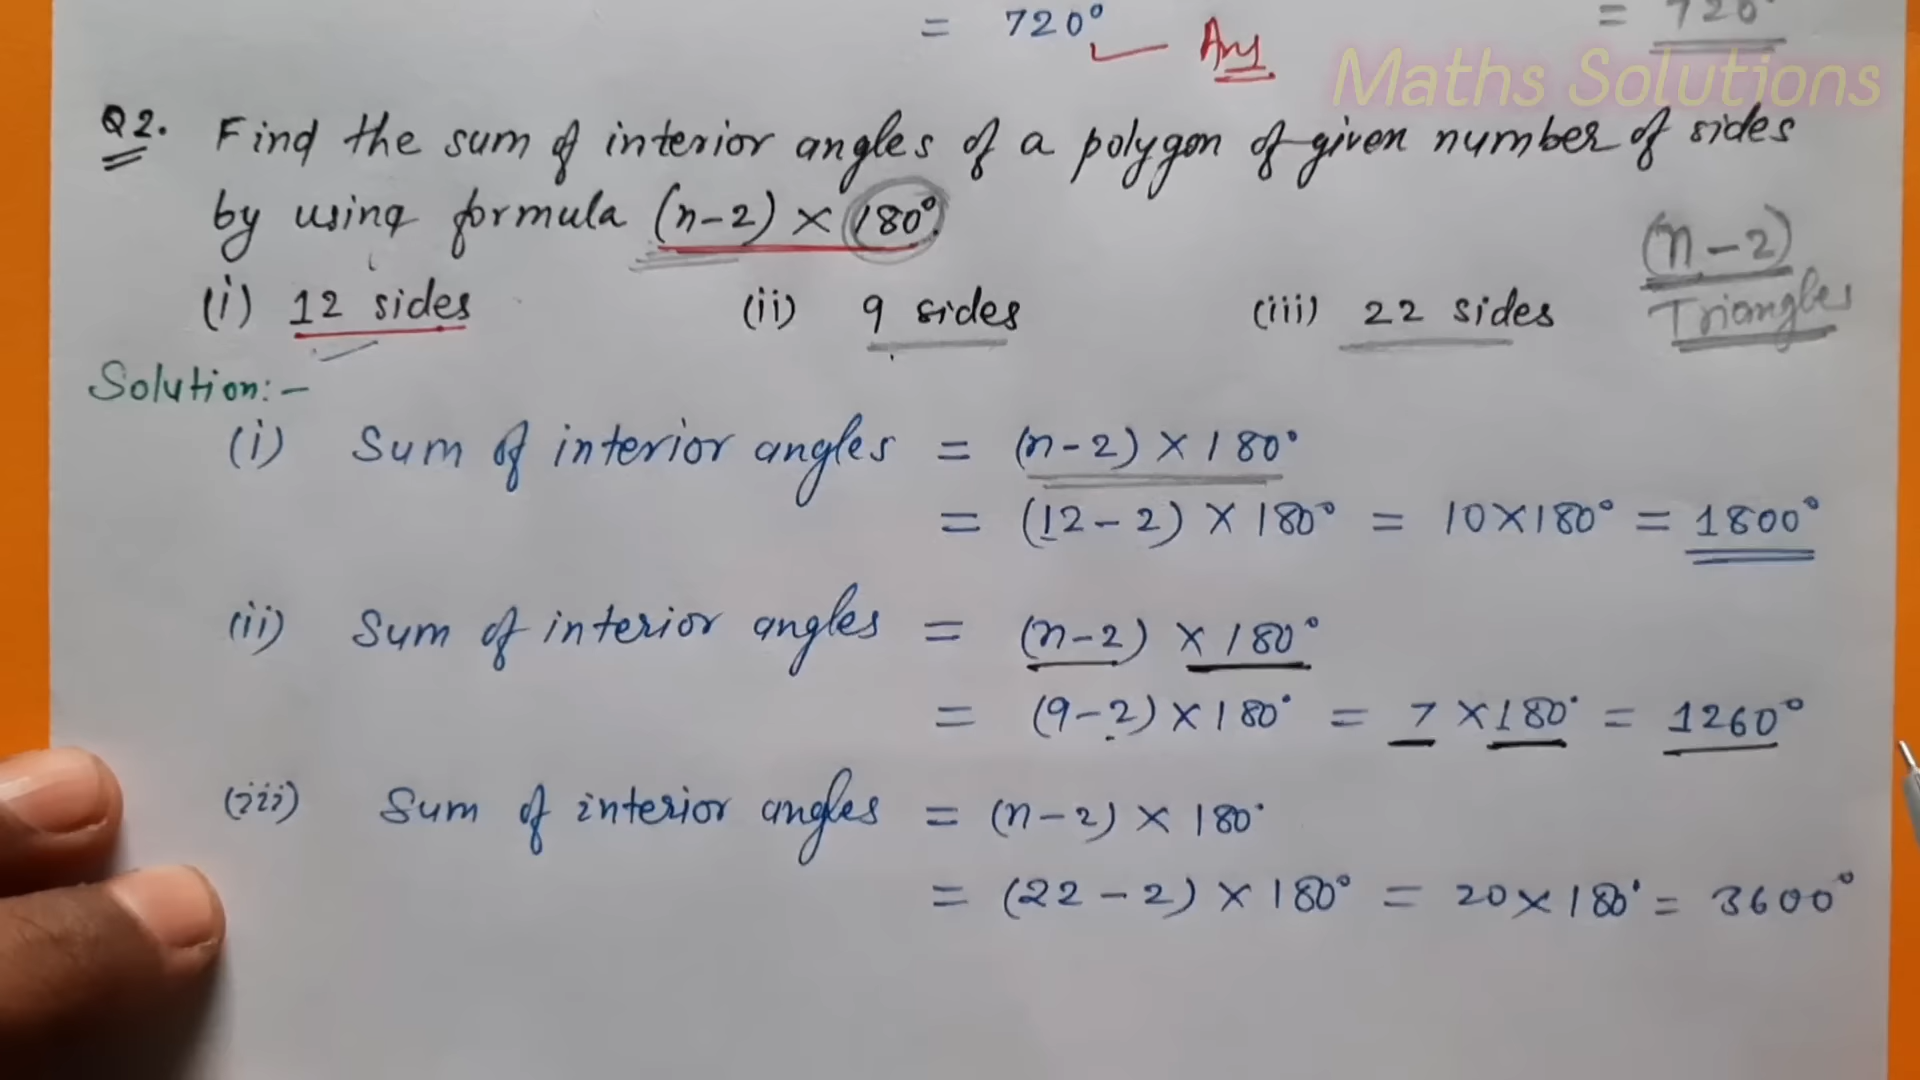 = 720° Ans
= 720°
Maths Solutions
Q2. Find the sum of interior angles of a polygon of given number of sides
by using formula (n-2) × 180°.
(n-2)
Triangles
(i) 12 sides (ii) 9 sides (iii) 22 sides
Solution:-
(i) Sum of interior angles = (n-2) × 180°
= (12-2) × 180° = 10×180° = 1800°
(ii) Sum of interior angles = (n-2) × 180°
= (9-2) × 180° = 7 × 180° = 1260°
(iii) Sum of interior angles = (n-2) × 180°
= (22-2) × 180° = 20 × 180° = 3600°